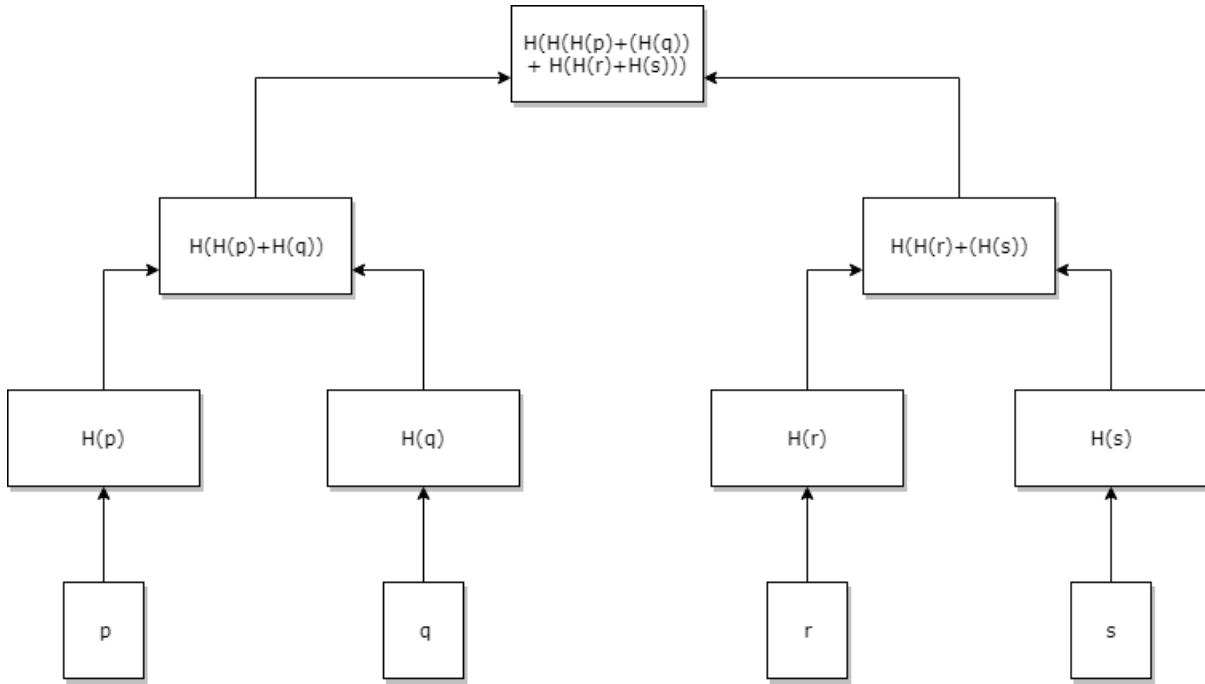 H(H(H(p)+(H(q))
+ H(H(r)+H(s)))
H(H(p)+H(q))
H(H(r)+(H(s))
H(p)
H(q)
H(r)
H(s)
p
q
r
s